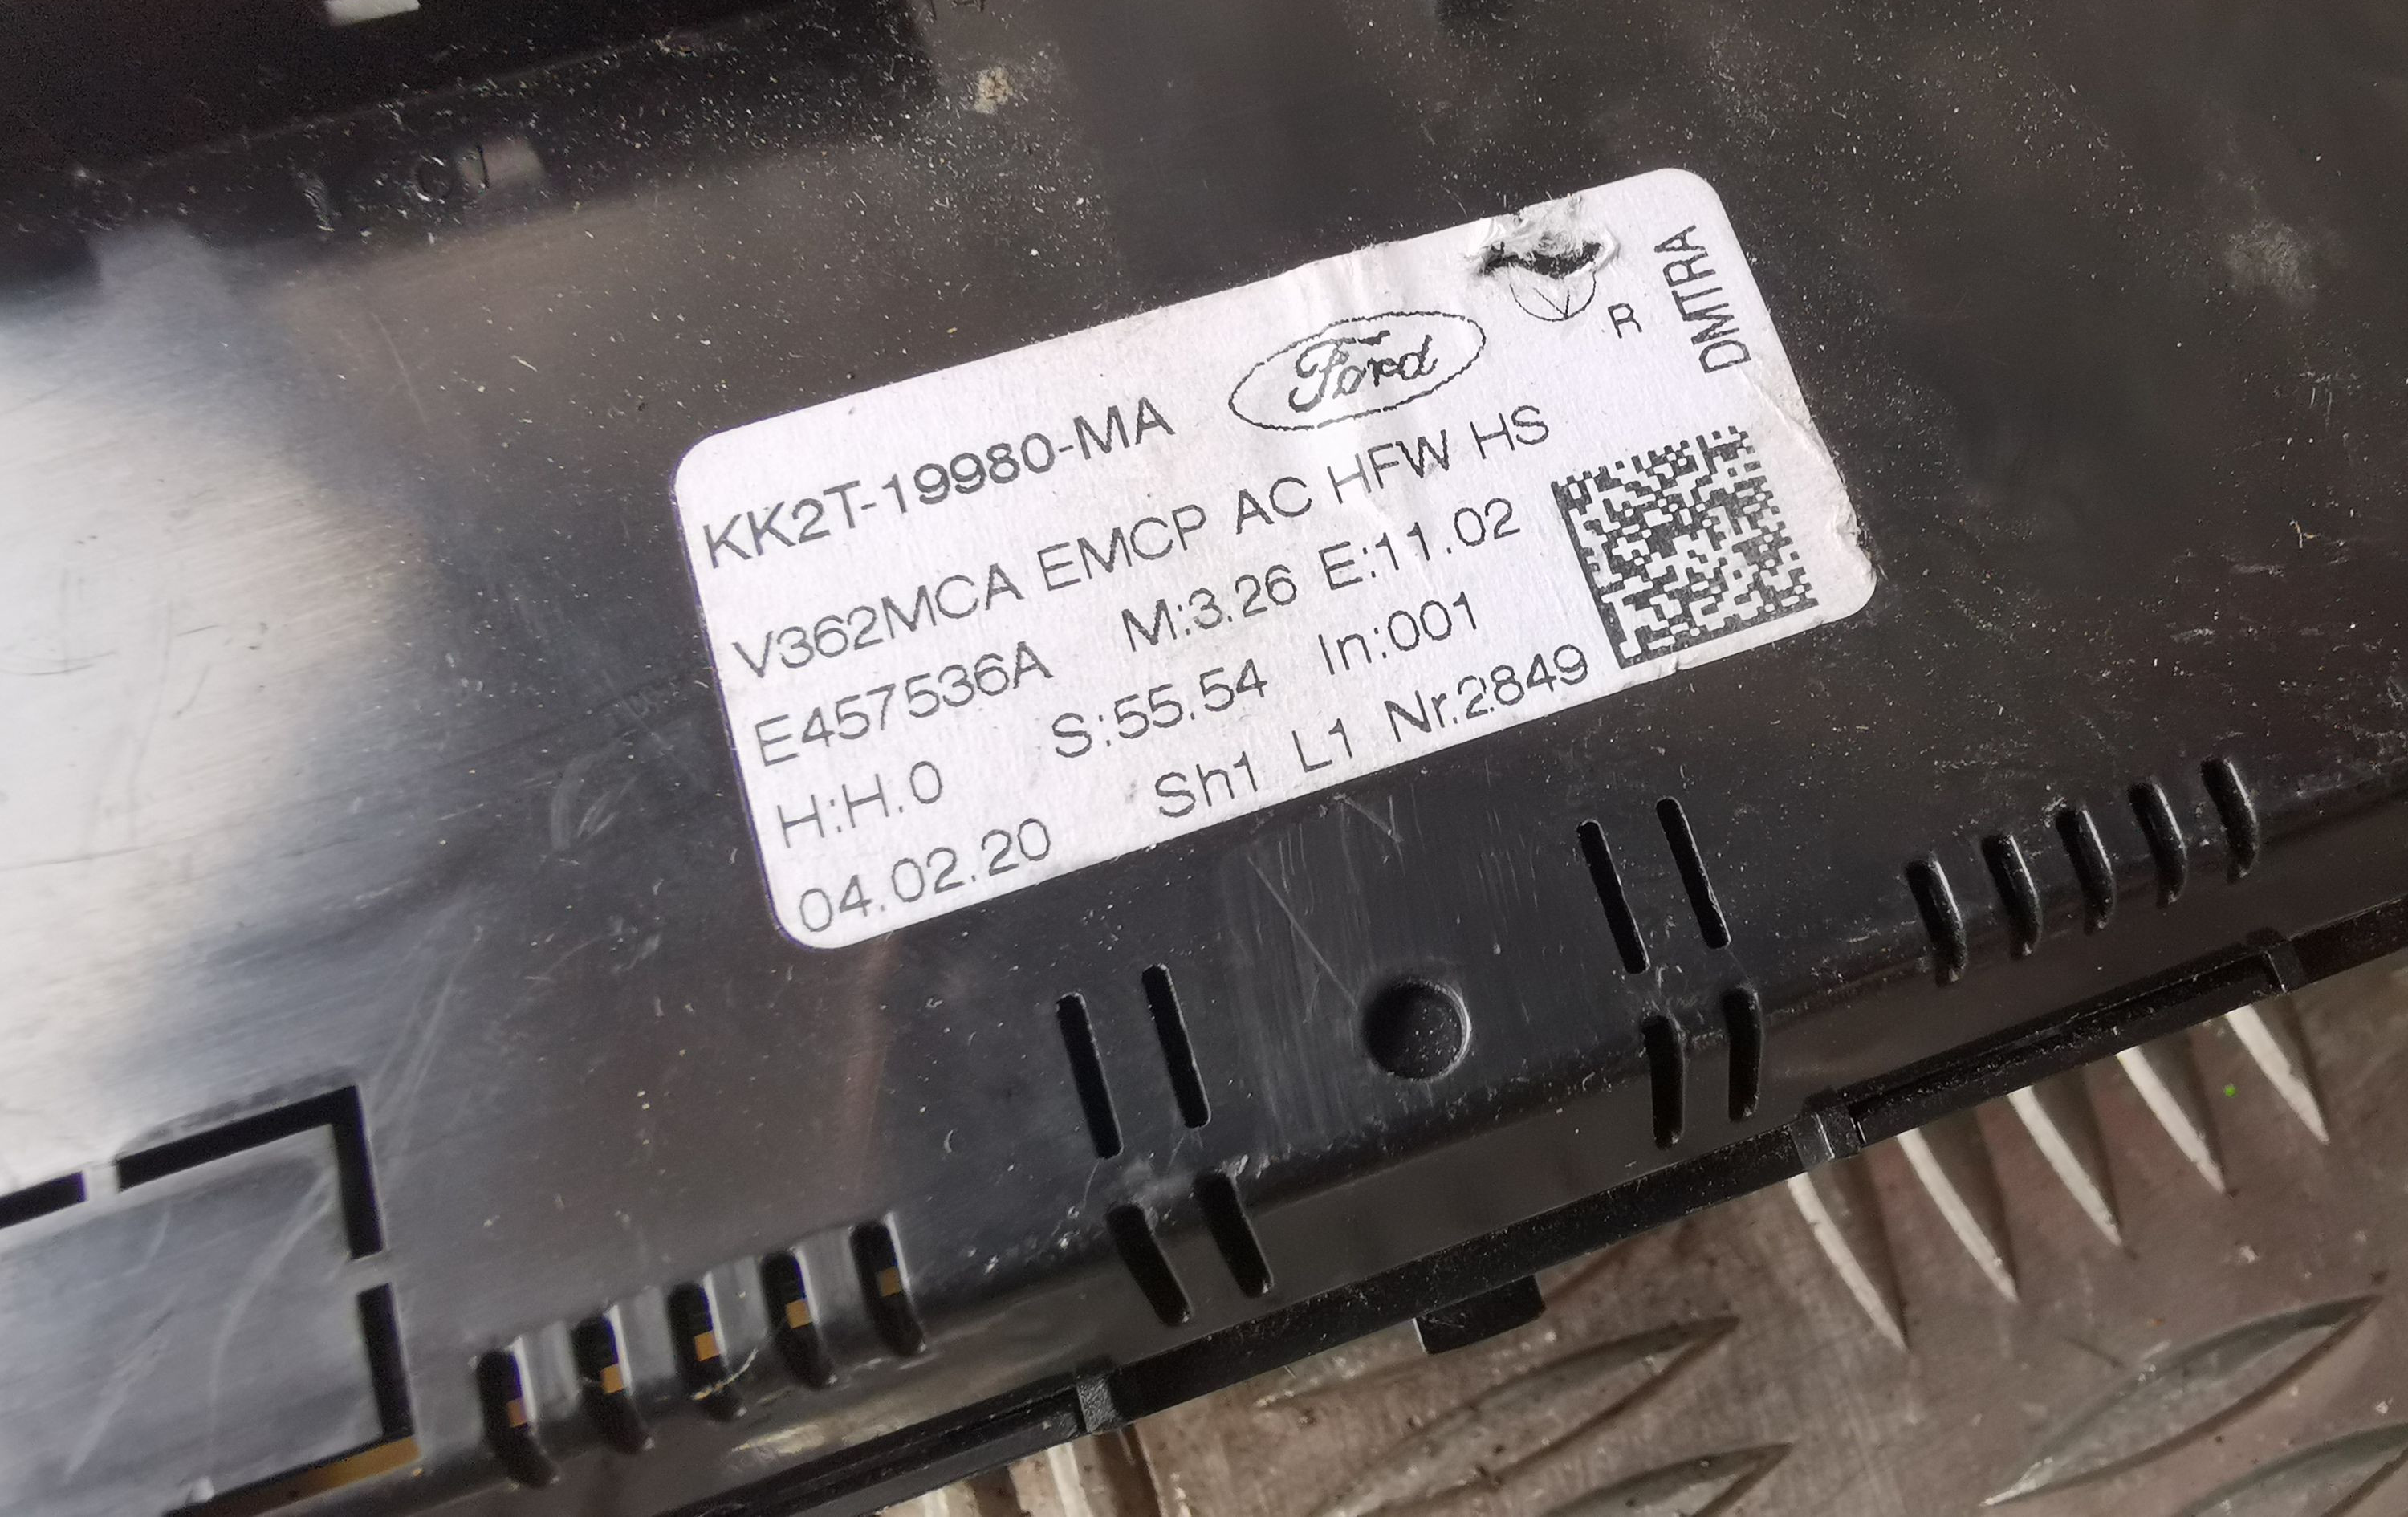 KK2T-19980-MA
Ford
R
DMTRA
V362MCA EMCP AC HFW HS
E457536A M:3.26 E:11.02
H:H.0 S:55.54 In:001
04.02.20 Sh1 L1 Nr.2849